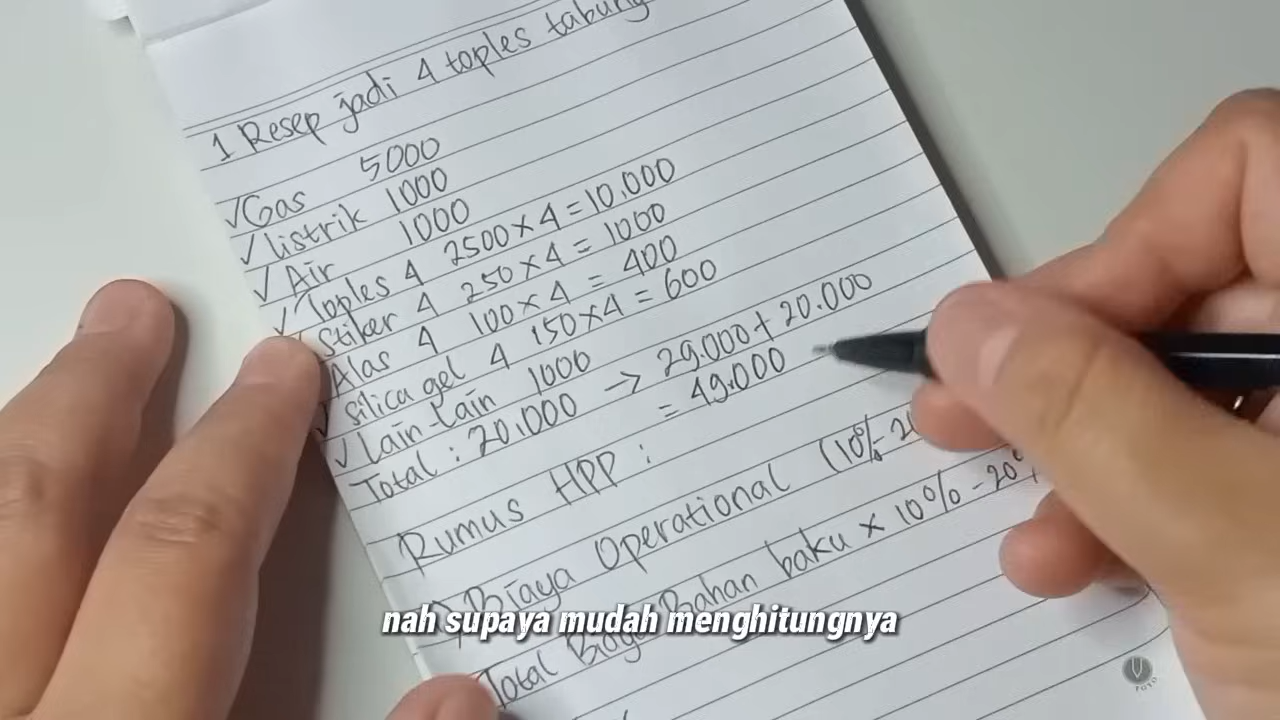 1 Resep jadi 4 toples tabung
✓Gas 5000
✓listrik 1000
✓Air 1000
✓Toples 4 2500 x 4 = 10.000
Stiker 4 250 x 4 = 1000
Alas 4 100 x 4 = 400
✓silica gel 4 150 x 4 = 600
✓Lain-lain 1000
Total : 20.000 → 29.000 + 20.000
= 49.000
Rumus HPP :
Biaya Operational (10%-
Total Biaya Bahan baku x 10% - 20%
nah supaya mudah menghitungnya